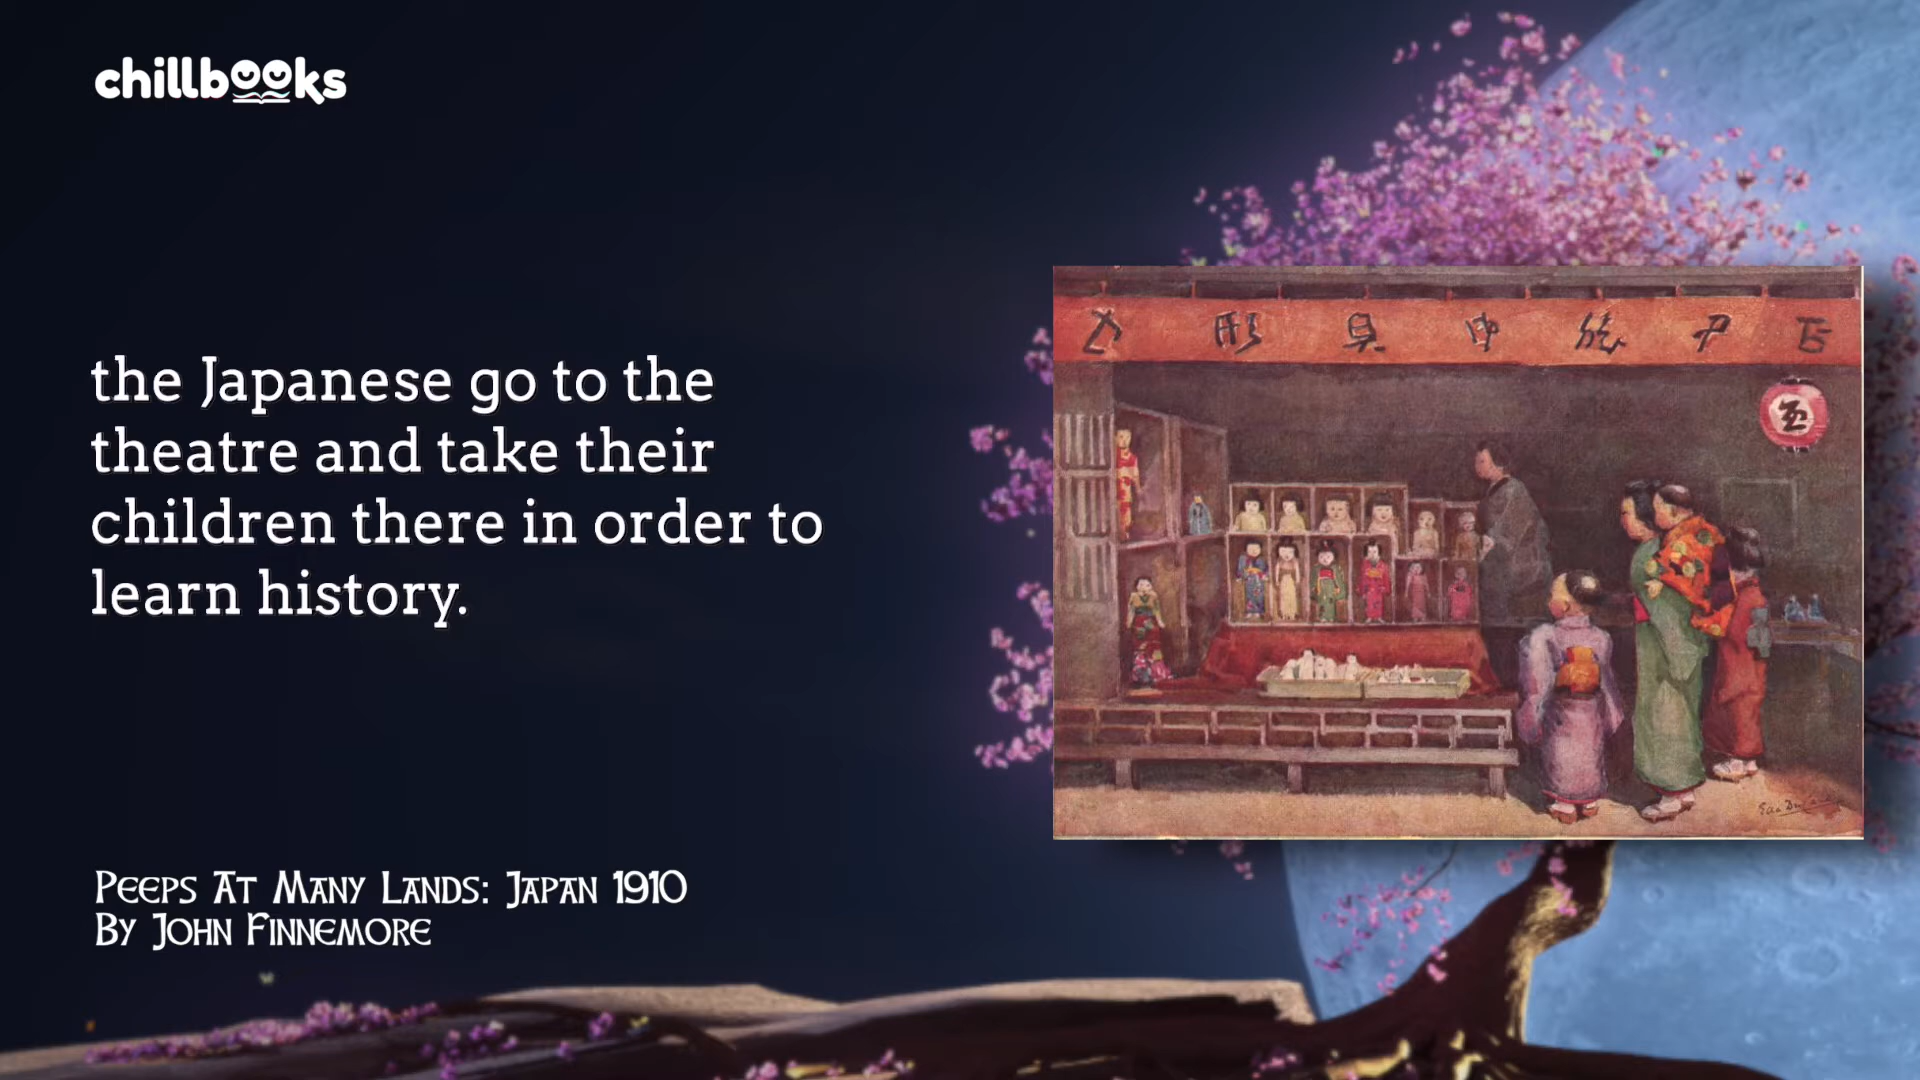 chillbooks
the Japanese go to the
theatre and take their
children there in order to
learn history.
Peeps At Many Lands: Japan 1910
By John Finnemore